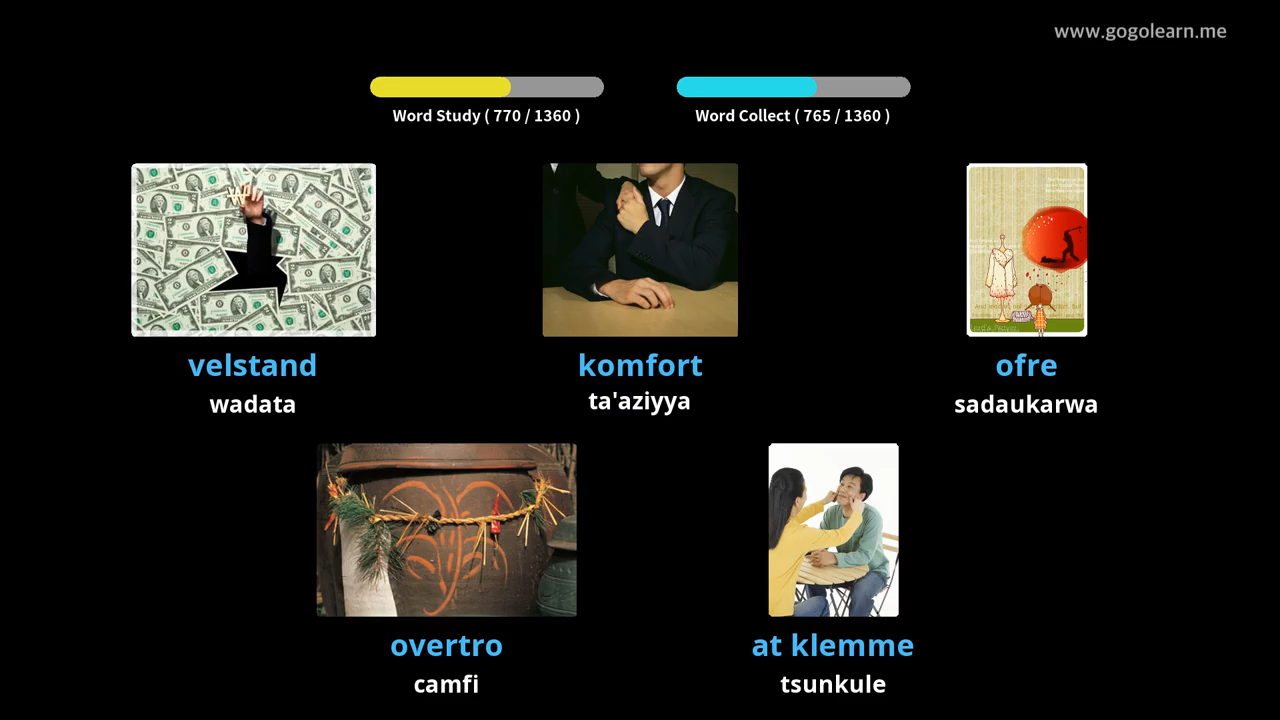 www.gogolearn.me
Word Study ( 770 / 1360 )
Word Collect ( 765 / 1360 )
velstand
wadata
komfort
ta'aziyya
ofre
sadaukarwa
overtro
camfi
at klemme
tsunkule